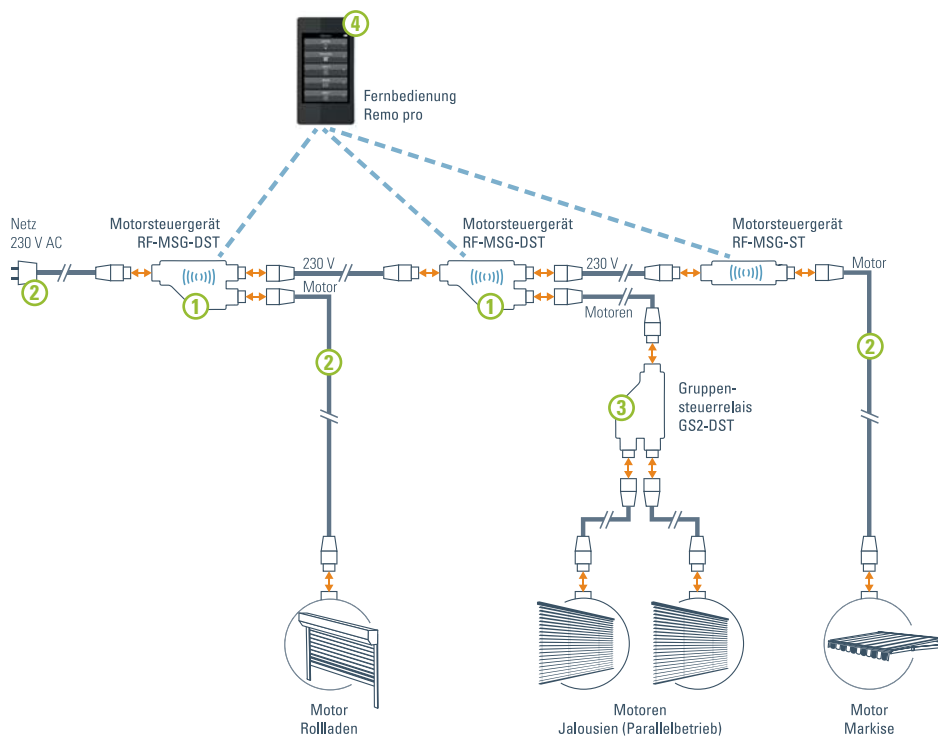 4
Fernbedienung
Remo pro
Netz
230 V AC
Motorsteuergerät
RF-MSG-DST
Motorsteuergerät
RF-MSG-DST
Motorsteuergerät
RF-MSG-ST
230 V
230 V
Motor
Motor
Motoren
2
1
1
2
2
3
Gruppen-
steuerrelais
GS2-DST
Motor
Rollladen
Motoren
Jalousien (Parallelbetrieb)
Motor
Markise